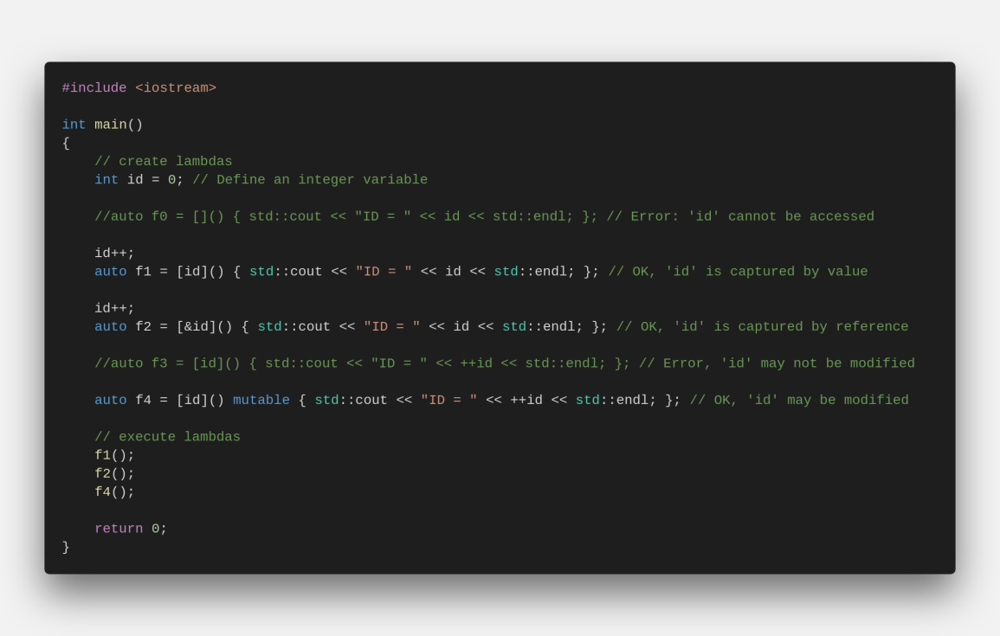 #include <iostream>

int main()
{
    // create lambdas
    int id = 0; // Define an integer variable

    //auto f0 = []() { std::cout << "ID = " << id << std::endl; }; // Error: 'id' cannot be accessed

    id++;
    auto f1 = [id]() { std::cout << "ID = " << id << std::endl; }; // OK, 'id' is captured by value

    id++;
    auto f2 = [&id]() { std::cout << "ID = " << id << std::endl; }; // OK, 'id' is captured by reference

    //auto f3 = [id]() { std::cout << "ID = " << ++id << std::endl; }; // Error, 'id' may not be modified

    auto f4 = [id]() mutable { std::cout << "ID = " << ++id << std::endl; }; // OK, 'id' may be modified

    // execute lambdas
    f1();
    f2();
    f4();

    return 0;
}